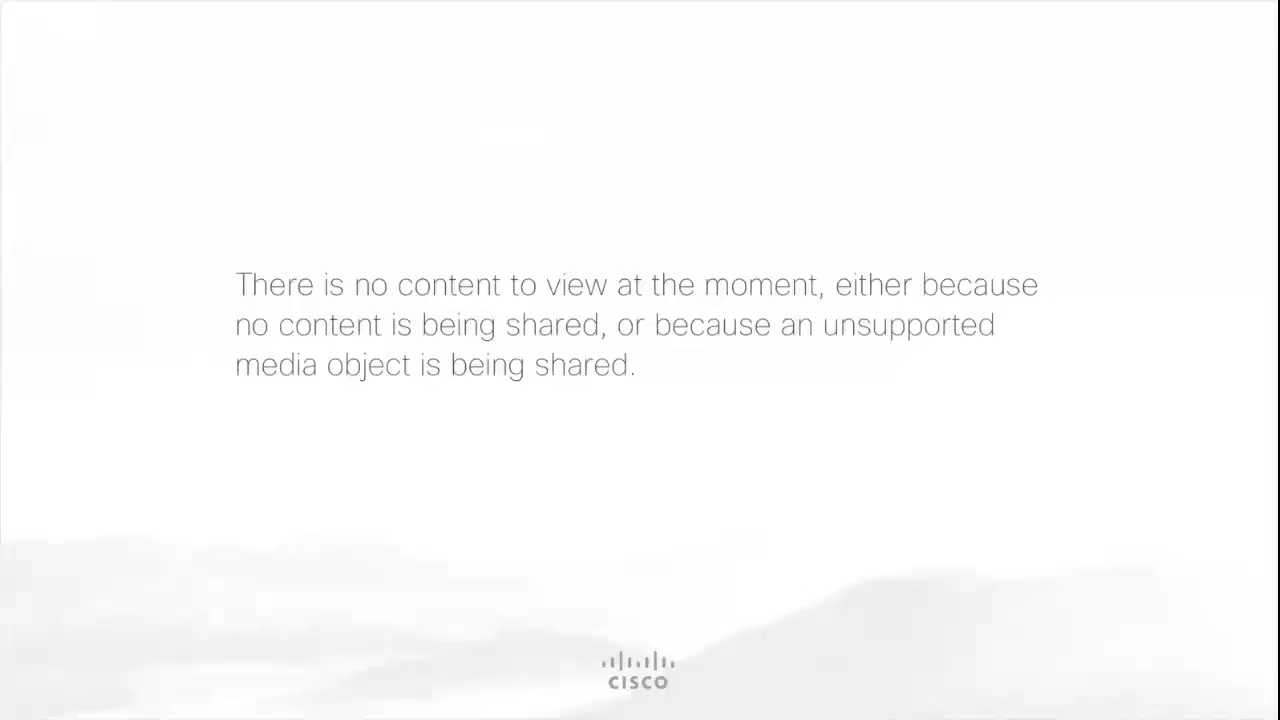 There is no content to view at the moment, either because
no content is being shared, or because an unsupported
media object is being shared.
CISCO